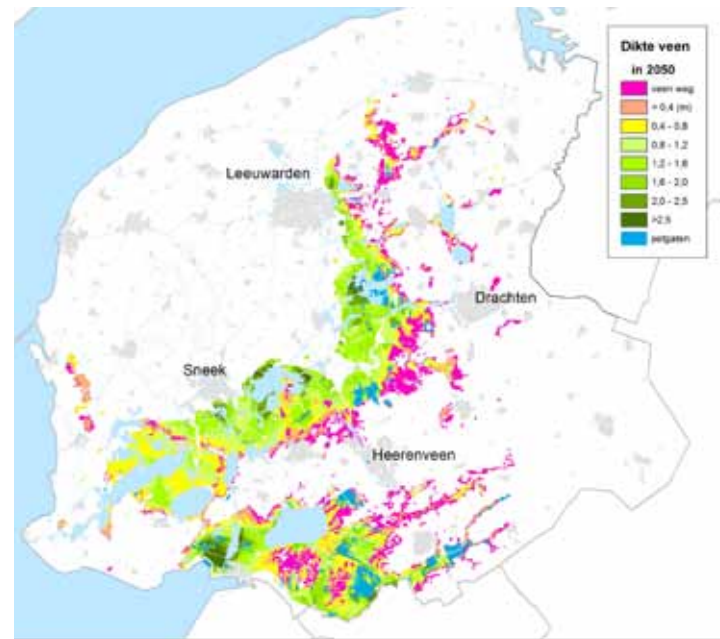 Dikte veen
in 2050
veen weg
< 0,4 (m)
0,4 - 0,8
0,8 - 1,2
1,2 - 1,6
1,6 - 2,0
2,0 - 2,5
>2,5
petgaten
Leeuwarden
Drachten
Sneek
Heerenveen